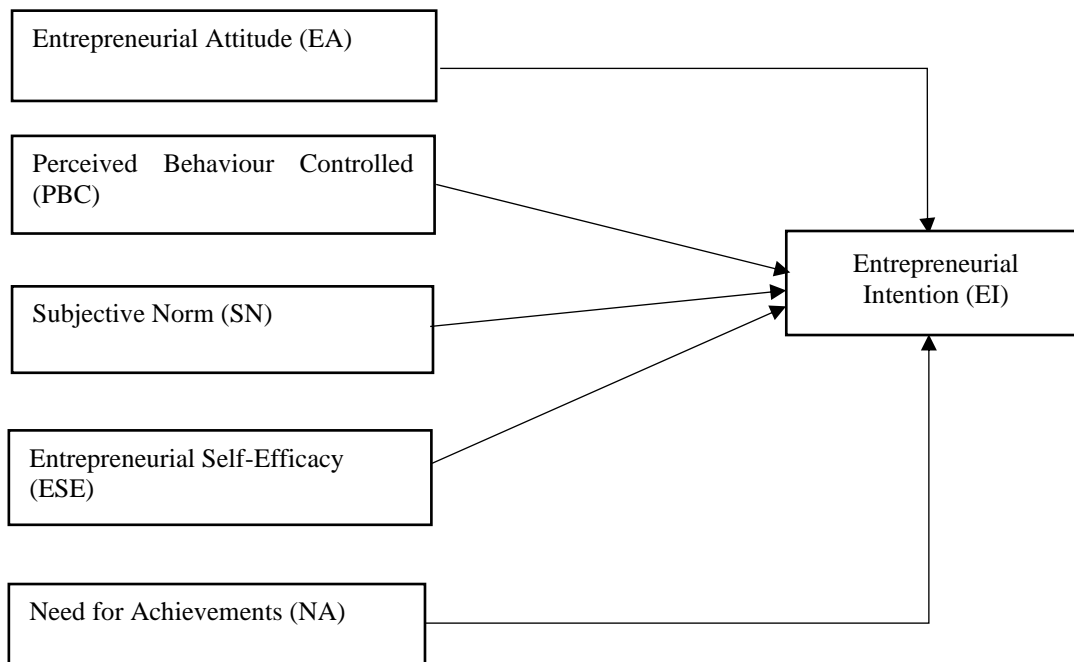 Entrepreneurial Attitude (EA)
Perceived Behaviour Controlled
(PBC)
Subjective Norm (SN)
Entrepreneurial Self-Efficacy
(ESE)
Need for Achievements (NA)
Entrepreneurial
Intention (EI)